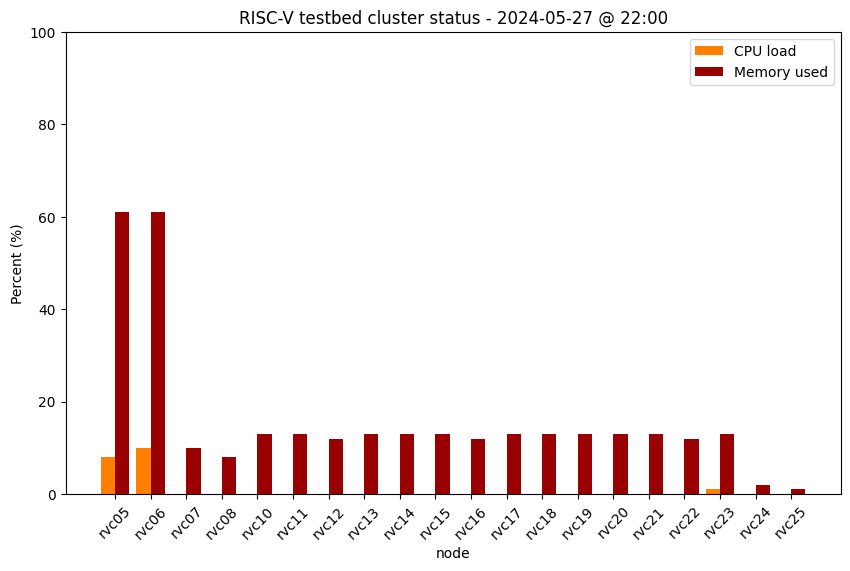 RISC-V testbed cluster status - 2024-05-27 @ 22:00
CPU load
Memory used
Percent (%)
100
80
60
40
20
0
rvc05
rvc06
rvc07
rvc08
rvc10
rvc11
rvc12
rvc13
rvc14
rvc15
rvc16
rvc17
rvc18
rvc19
rvc20
rvc21
rvc22
rvc23
rvc24
rvc25
node